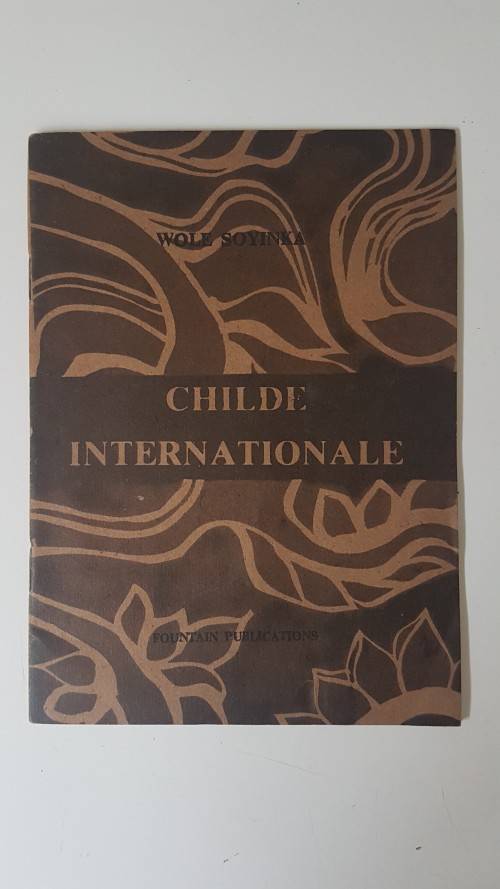 WOLE SOYINKA
CHILDE
INTERNATIONALE
FOUNTAIN PUBLICATIONS